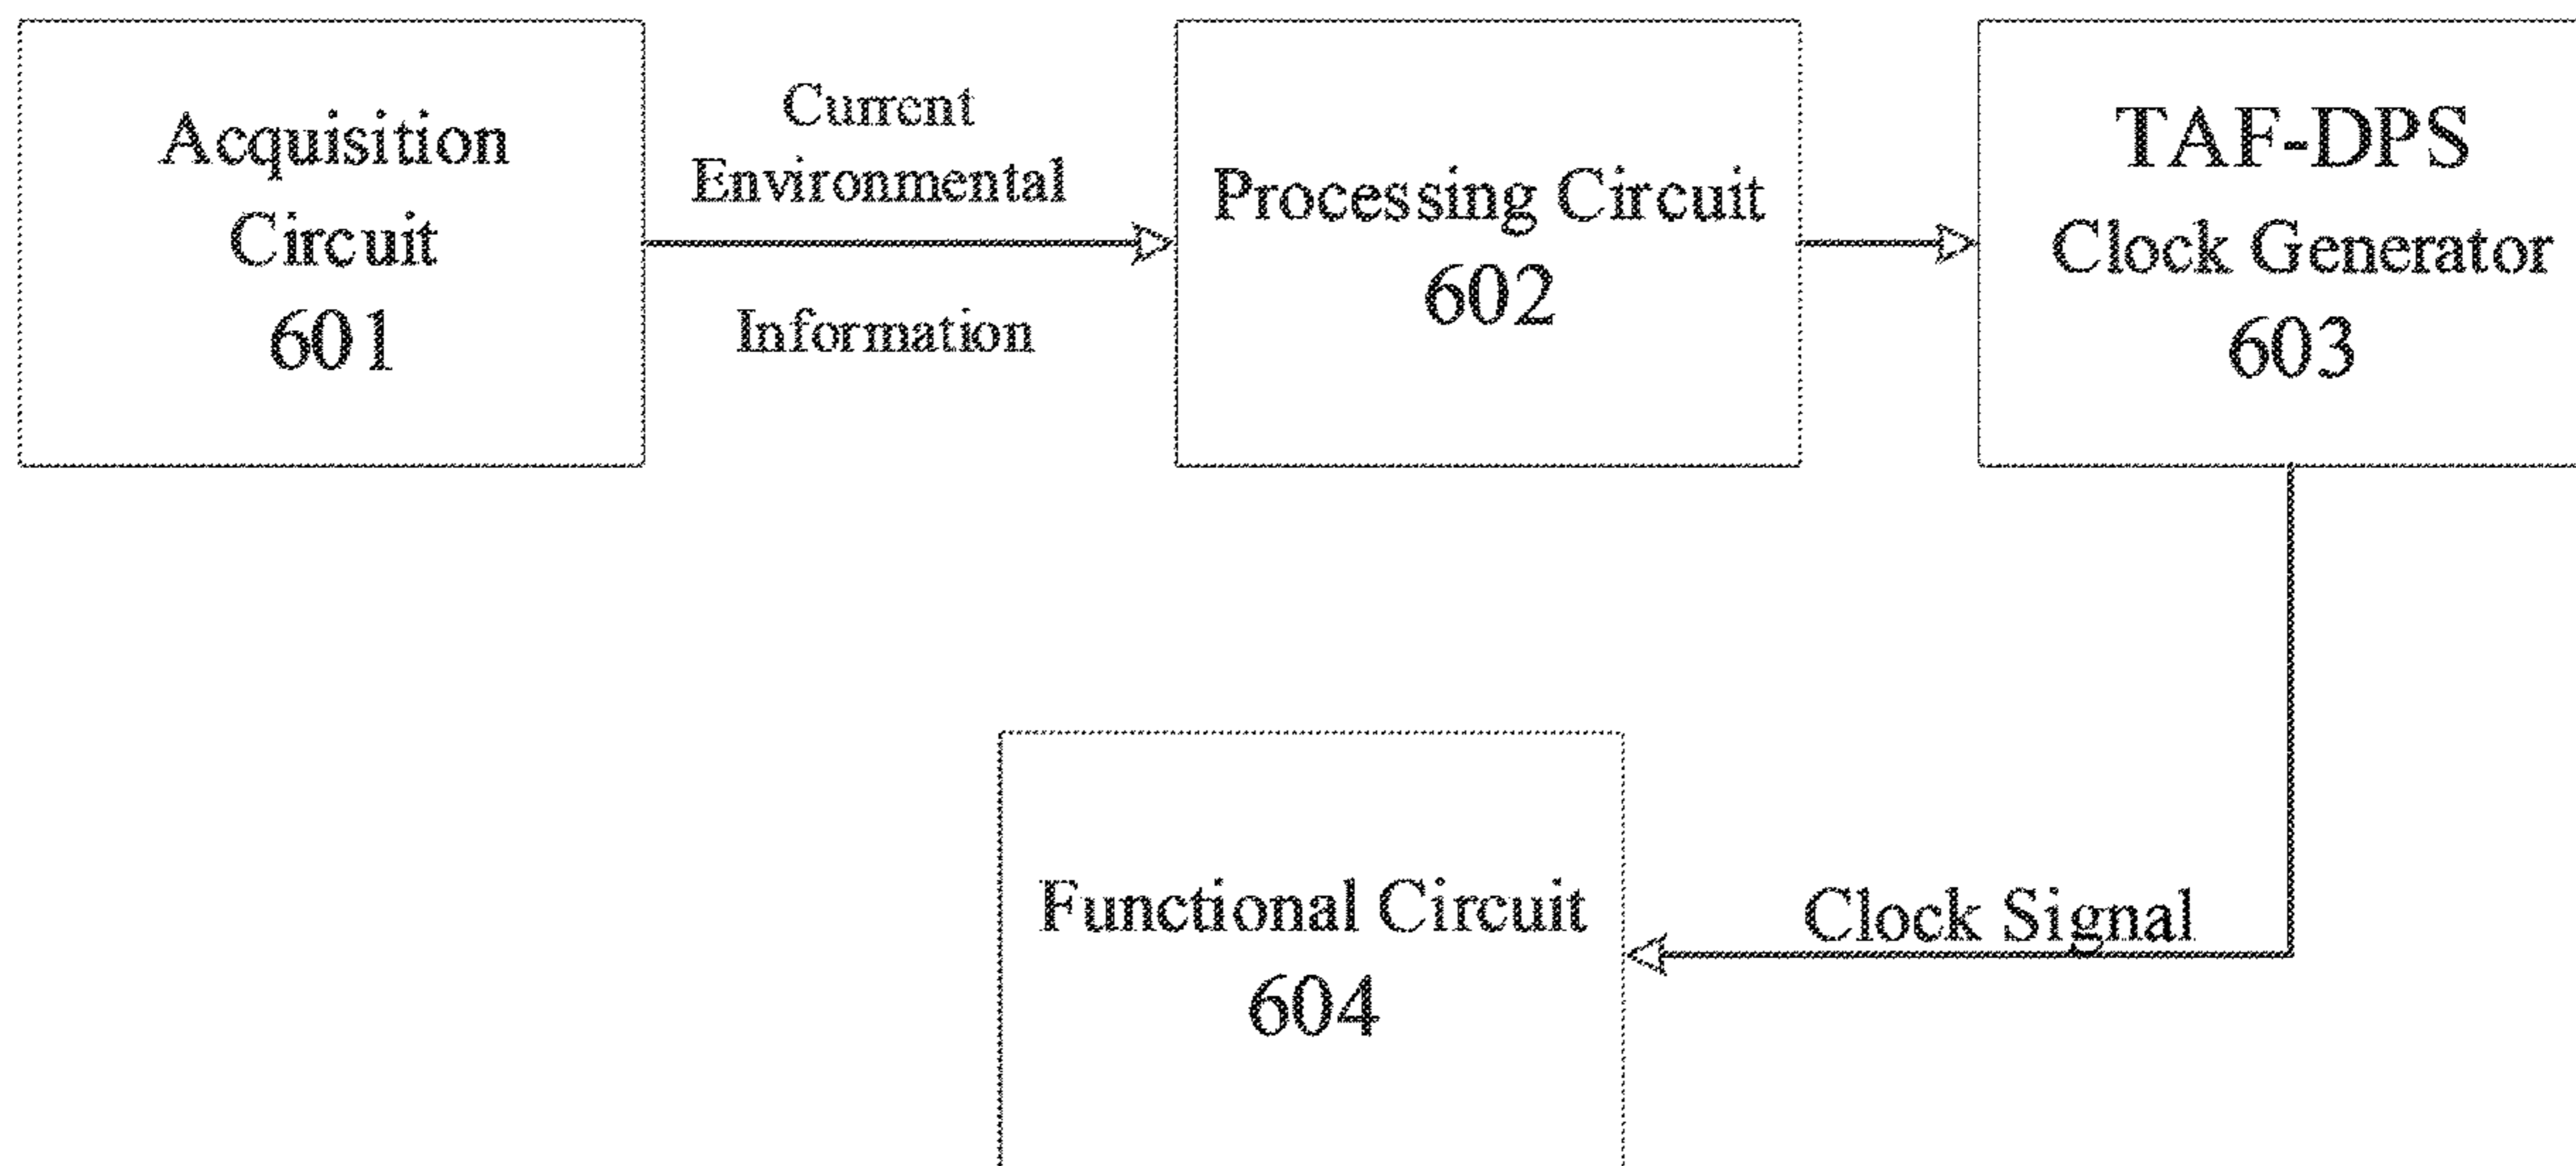 Acquisition
Circuit
601
Current
Environmental
Information
Processing Circuit
602
TAF-DPS
Clock Generator
603
Functional Circuit
604
Clock Signal